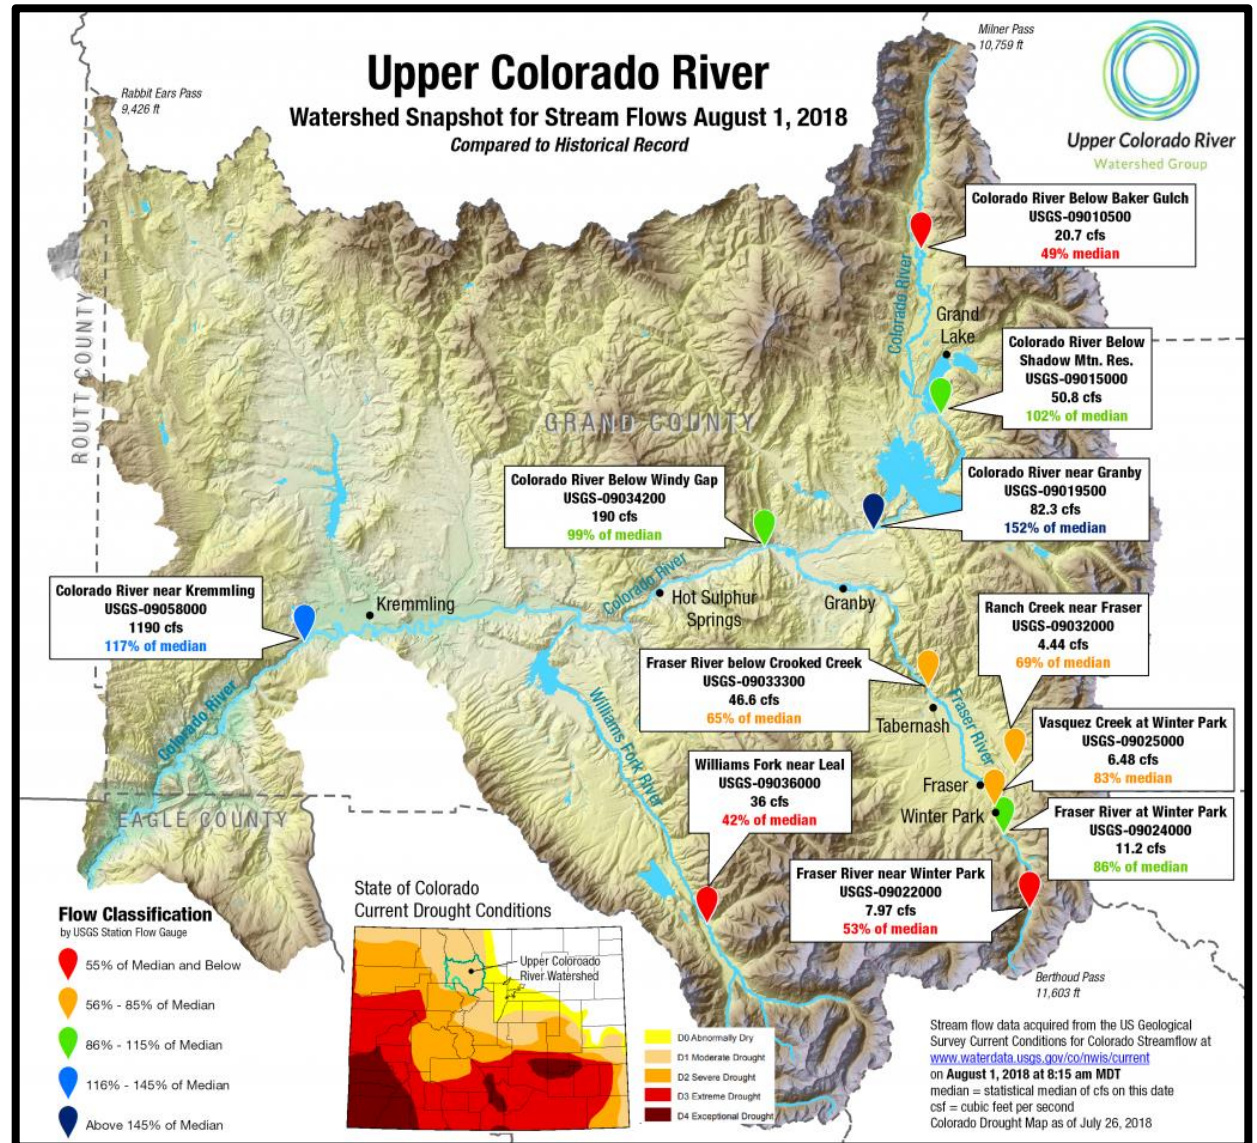 Upper Colorado River
Watershed Snapshot for Stream Flows August 1, 2018
Compared to Historical Record
Milner Pass
10,759 ft
Rabbit Ears Pass
9,426 ft
Upper Colorado River
Watershed Group
Colorado River Below Baker Gulch
USGS-09010500
20.7 cfs
49% median
Colorado River
Grand
Lake
Colorado River Below
Shadow Mtn. Res.
USGS-09015000
50.8 cfs
102% of median
ROUTT COUNTY
GRAND COUNTY
Colorado River Below Windy Gap
USGS-09034200
190 cfs
99% of median
Colorado River near Granby
USGS-09019500
82.3 cfs
152% of median
Colorado River near Kremmling
USGS-09058000
1190 cfs
117% of median
Kremmling
Colorado River
Hot Sulphur
Springs
Granby
Ranch Creek near Fraser
USGS-09032000
4.44 cfs
69% of median
Fraser River below Crooked Creek
USGS-09033300
46.6 cfs
65% of median
Tabernash
Fraser River
Colorado River
Williams Fork River
Vasquez Creek at Winter Park
USGS-09025000
6.48 cfs
83% median
Williams Fork near Leal
USGS-09036000
36 cfs
42% of median
Fraser
Winter Park
Fraser River at Winter Park
USGS-09024000
11.2 cfs
86% of median
EAGLE COUNTY
Fraser River near Winter Park
USGS-09022000
7.97 cfs
53% of median
Berthoud Pass
11,603 ft
Flow Classification
by USGS Station Flow Gauge
55% of Median and Below
56% - 85% of Median
86% - 115% of Median
116% - 145% of Median
Above 145% of Median
State of Colorado
Current Drought Conditions
Upper Coloroado
River Watershed
D0 Abnormally Dry
D1 Moderate Drought
D2 Severe Drought
D3 Extreme Drought
D4 Exceptional Drought
Stream flow data acquired from the US Geological
Survey Current Conditions for Colorado Streamflow at
www.waterdata.usgs.gov/co/nwis/current
on August 1, 2018 at 8:15 am MDT
median = statistical median of cfs on this date
csf = cubic feet per second
Colorado Drought Map as of July 26, 2018